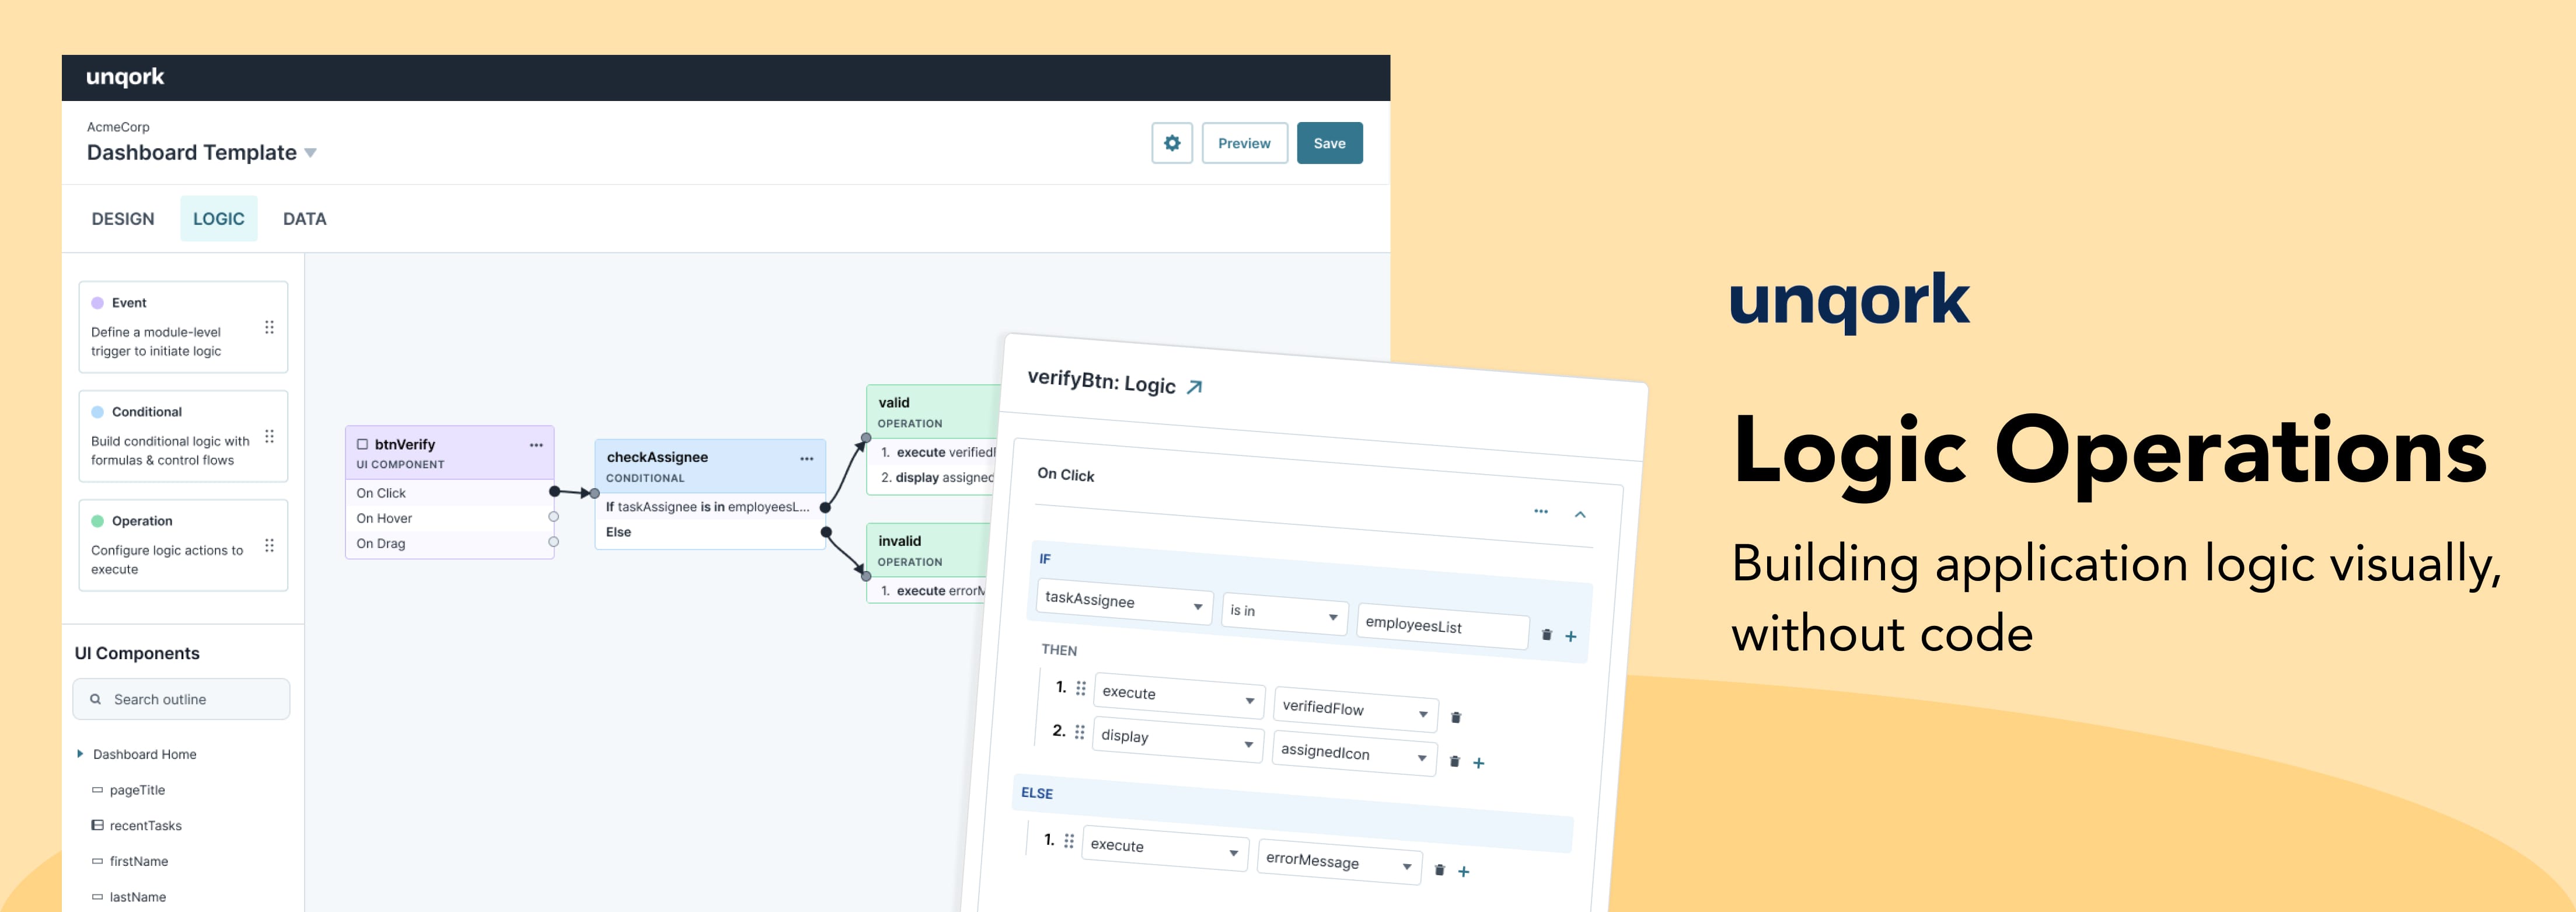 unqork
AcmeCorp
Dashboard Template
Preview
Save
DESIGN
LOGIC
DATA
Event
Define a module-level
trigger to initiate logic
Conditional
Build conditional logic with
formulas & control flows
Operation
Configure logic actions to
execute
UI Components
Search outline
Dashboard Home
pageTitle
recentTasks
firstName
lastName
btnVerify
UI COMPONENT
On Click
On Hover
On Drag
checkAssignee
CONDITIONAL
If taskAssignee is in employeesL...
Else
valid
OPERATION
1. execute
2. display assigned
invalid
OPERATION
1. execute
verifyBtn: Logic
On Click
IF
taskAssignee is in employeesList
THEN
1. execute verifiedFlow
2. display assignedIcon
ELSE
1. execute errorMessage
unqork
Logic Operations
Building application logic visually,
without code